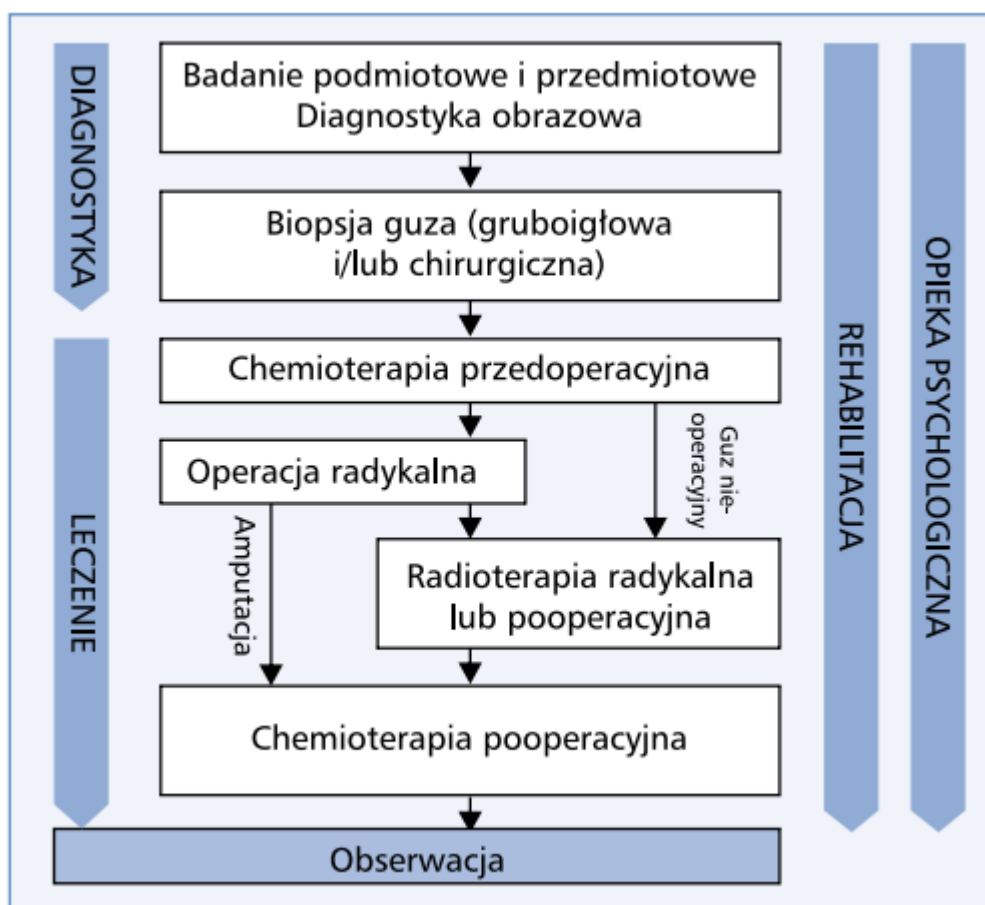 DIAGNOSTYKA
Badanie podmiotowe i przedmiotowe
Diagnostyka obrazowa
Biopsja guza (gruboigłowa
i/lub chirurgiczna)
LECZENIE
Chemioterapia przedoperacyjna
Guz nie-
operacyjny
Operacja radykalna
Amputacja
Radioterapia radykalna
lub pooperacyjna
Chemioterapia pooperacyjna
Obserwacja
REHABILITACJA
OPIEKA PSYCHOLOGICZNA